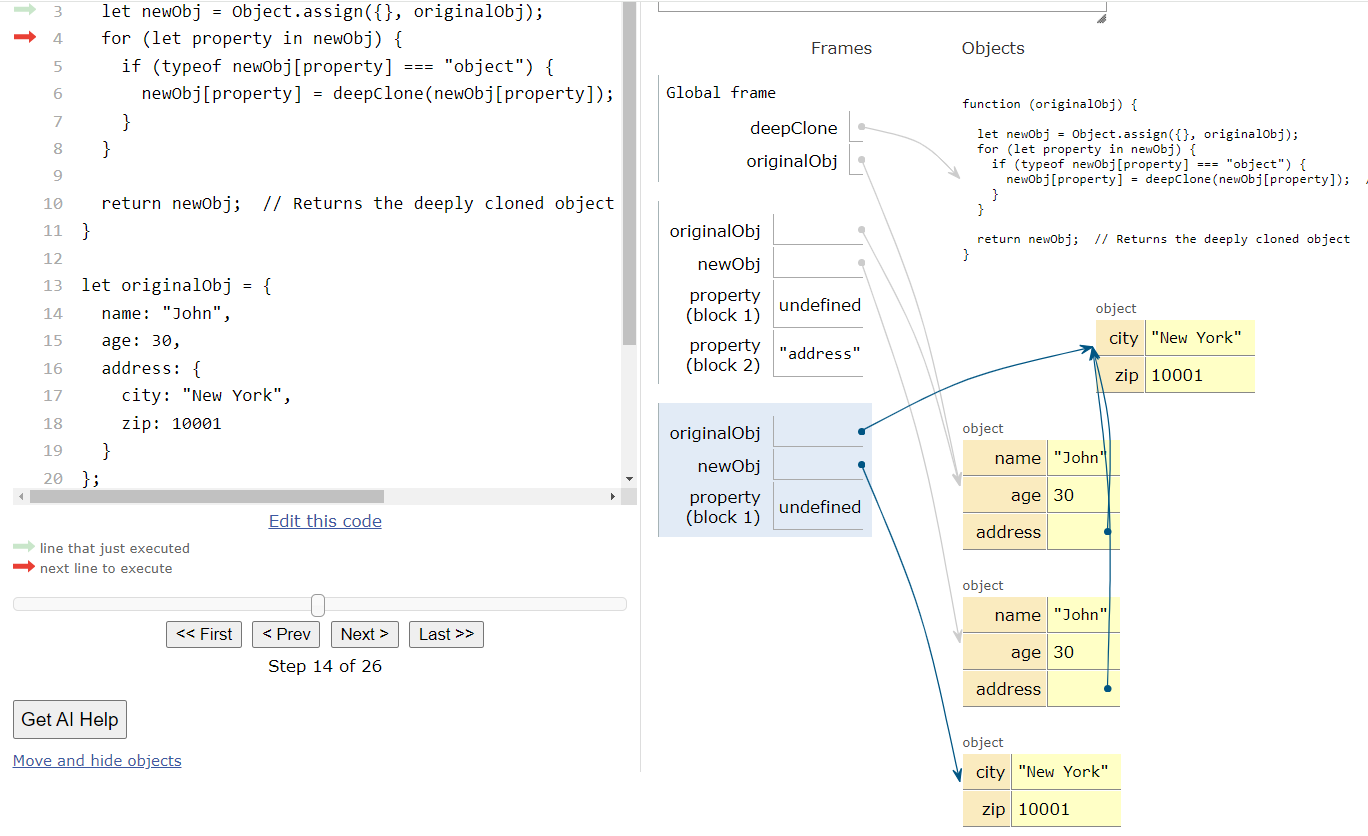 3 let newObj = Object.assign({}, originalObj);
4 for (let property in newObj) {
5 if (typeof newObj[property] === "object") {
6 newObj[property] = deepClone(newObj[property]);
7 }
8 }
9
10 return newObj;  // Returns the deeply cloned object
11 }
12
13 let originalObj = {
14 name: "John",
15 age: 30,
16 address: {
17 city: "New York",
18 zip: 10001
19 }
20 };
Edit this code
line that just executed
next line to execute
<< First
< Prev
Next >
Last >>
Step 14 of 26
Get AI Help
Move and hide objects
Frames
Objects
Global frame
deepClone
originalObj
originalObj
newObj
property
(block 1)
undefined
property
(block 2)
"address"
originalObj
newObj
property
(block 1)
undefined
function (originalObj) {
let newObj = Object.assign({}, originalObj);
for (let property in newObj) {
if (typeof newObj[property] === "object") {
newObj[property] = deepClone(newObj[property]);
}
}
return newObj;  // Returns the deeply cloned object
}
object
city "New York"
zip 10001
object
name "John"
age 30
address
object
name "John"
age 30
address
object
city "New York"
zip 10001